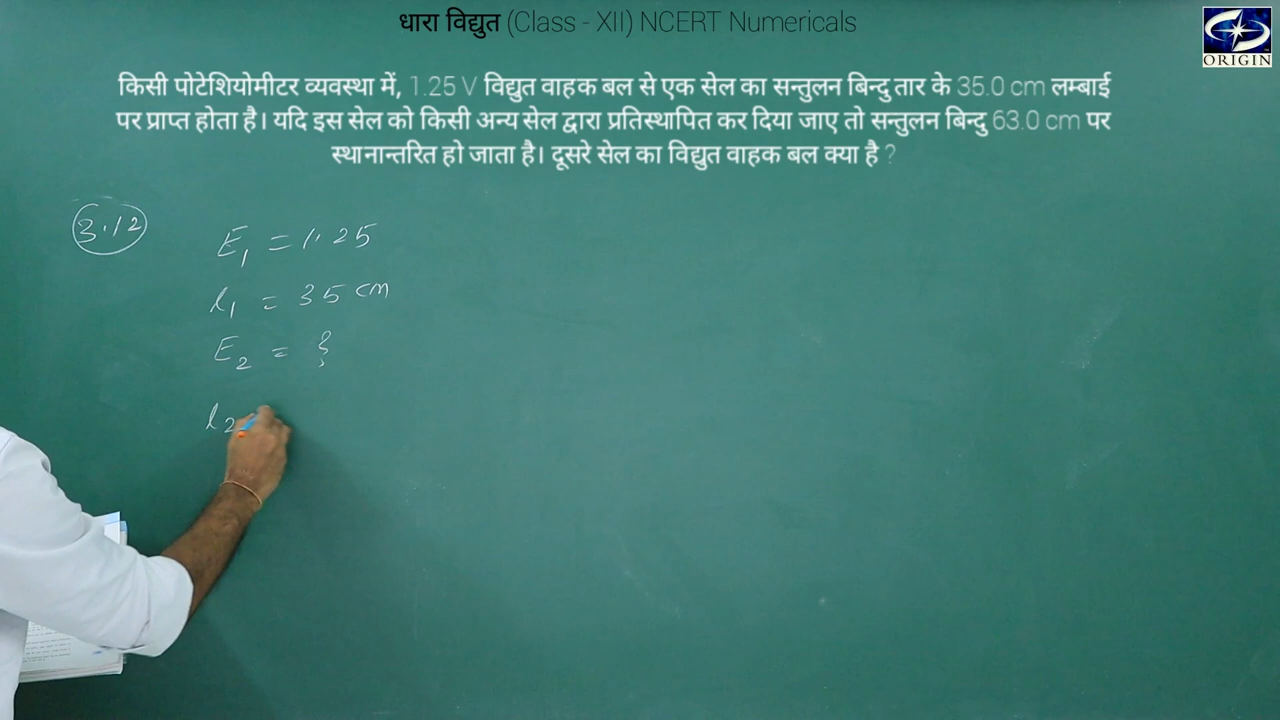 धारा विद्युत (Class - XII) NCERT Numericals
ORIGIN
किसी पोटेशियोमीटर व्यवस्था में, 1.25 V विद्युत वाहक बल से एक सेल का सन्तुलन बिन्दु तार के 35.0 cm लम्बाई
पर प्राप्त होता है। यदि इस सेल को किसी अन्य सेल द्वारा प्रतिस्थापित कर दिया जाए तो सन्तुलन बिन्दु 63.0 cm पर
स्थानान्तरित हो जाता है। दूसरे सेल का विद्युत वाहक बल क्या है ?
3.12
E₁ = 1.25
l₁ = 35 cm
E₂ = ?
l₂